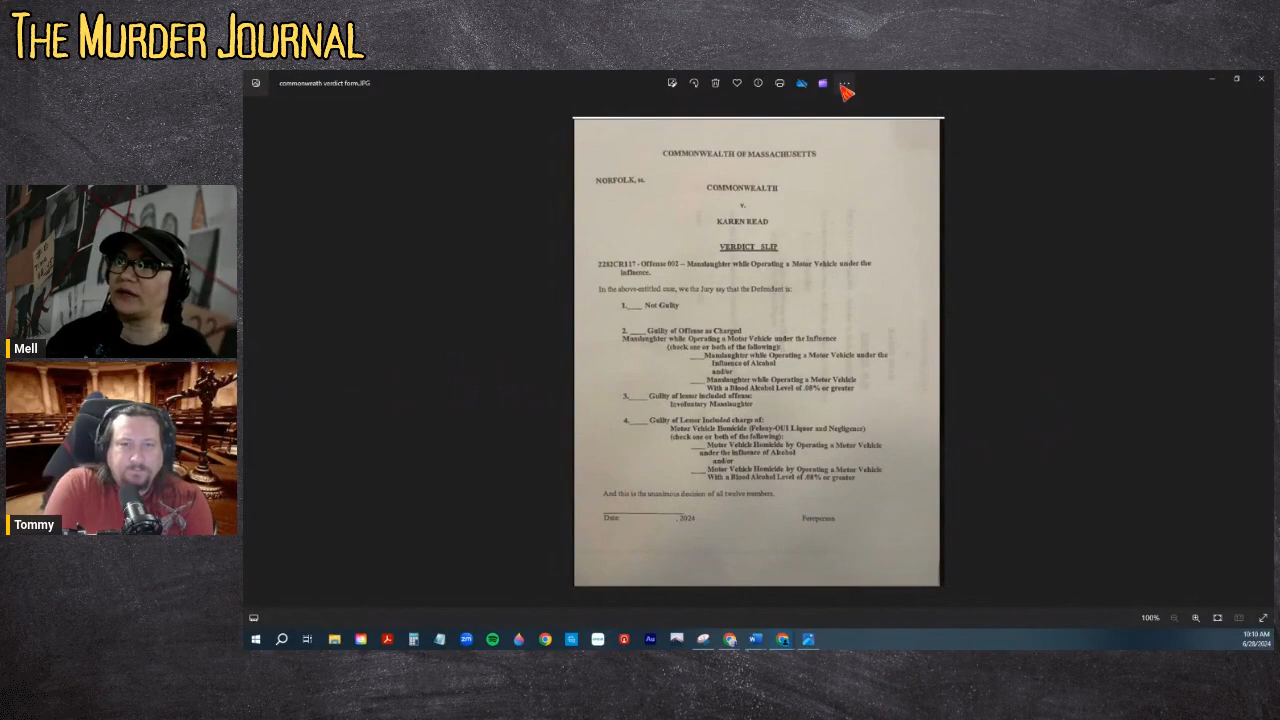 THE MURDER JOURNAL
commonweath verdict form.JPG
COMMONWEALTH OF MASSACHUSETTS
NORFOLK, ss.
COMMONWEALTH
v.
KAREN READ
VERDICT SLIP
2282CR117 - Offense 002 -- Manslaughter while Operating a Motor Vehicle under the
influence.
In the above-entitled case, we the Jury say that the Defendant is:
1.____ Not Guilty
2. ____ Guilty of Offense as Charged
Manslaughter while Operating a Motor Vehicle under the Influence
(check one or both of the following):
____Manslaughter while Operating a Motor Vehicle under the
Influence of Alcohol
and/or
____ Manslaughter while Operating a Motor Vehicle
With a Blood Alcohol Level of .08% or greater
3.____ Guilty of lesser included offense:
Involuntary Manslaughter
4.____ Guilty of Lesser Included charge of:
Motor Vehicle Homicide (Felony-OUI Liquor and Negligence)
(check one or both of the following):
____ Motor Vehicle Homicide by Operating a Motor Vehicle
under the influence of Alcohol
and/or
____ Motor Vehicle Homicide by Operating a Motor Vehicle
With a Blood Alcohol Level of .08% or greater
And this is the unanimous decision of all twelve members.
Date: , 2024 Foreperson
Mell
Tommy
100%
zm
Au
10:10 AM
6/28/2024